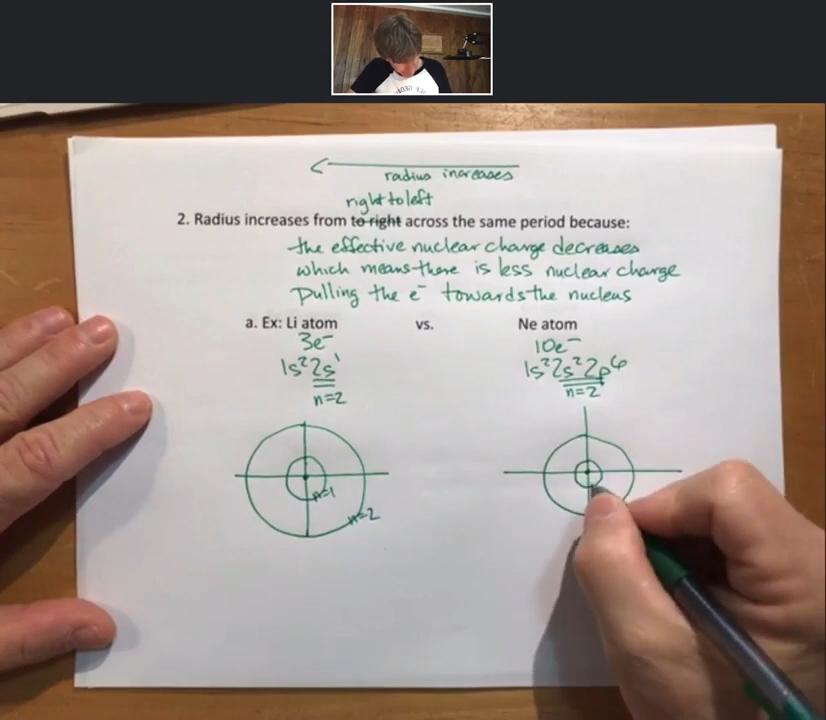 radius increases
right to left
2. Radius increases from to right across the same period because:
the effective nuclear charge decreases
which means there is less nuclear charge
pulling the e⁻ towards the nucleus
a. Ex: Li atom vs. Ne atom
3e⁻ 10e⁻
1s²2s¹ 1s²2s²2p⁶
n=2 n=2
n=1
n=2